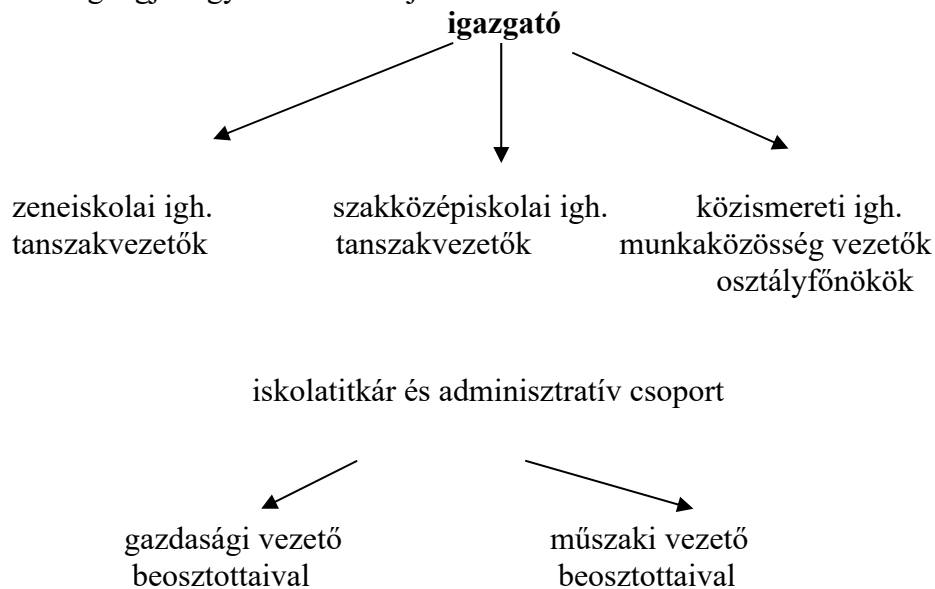 igazgató
zeneiskolai igh. szakközépiskolai igh. közismereti igh.
tanszakvezetők tanszakvezetők munkaközösség vezetők
osztályfőnökök
iskolatitkár és adminisztratív csoport
gazdasági vezető műszaki vezető
beosztottaival beosztottaival